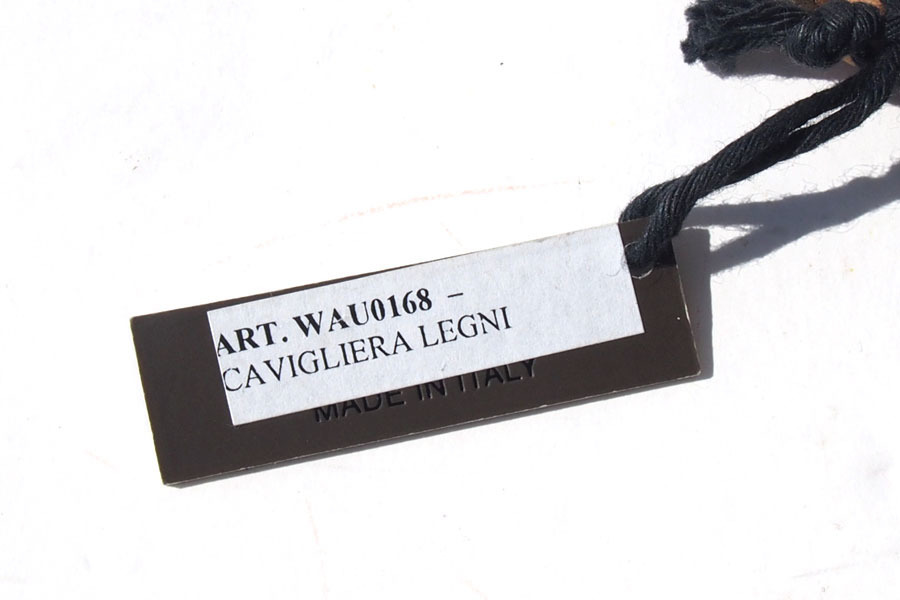 ART. WAU0168 –
CAVIGLIERA LEGNI
MADE IN ITALY